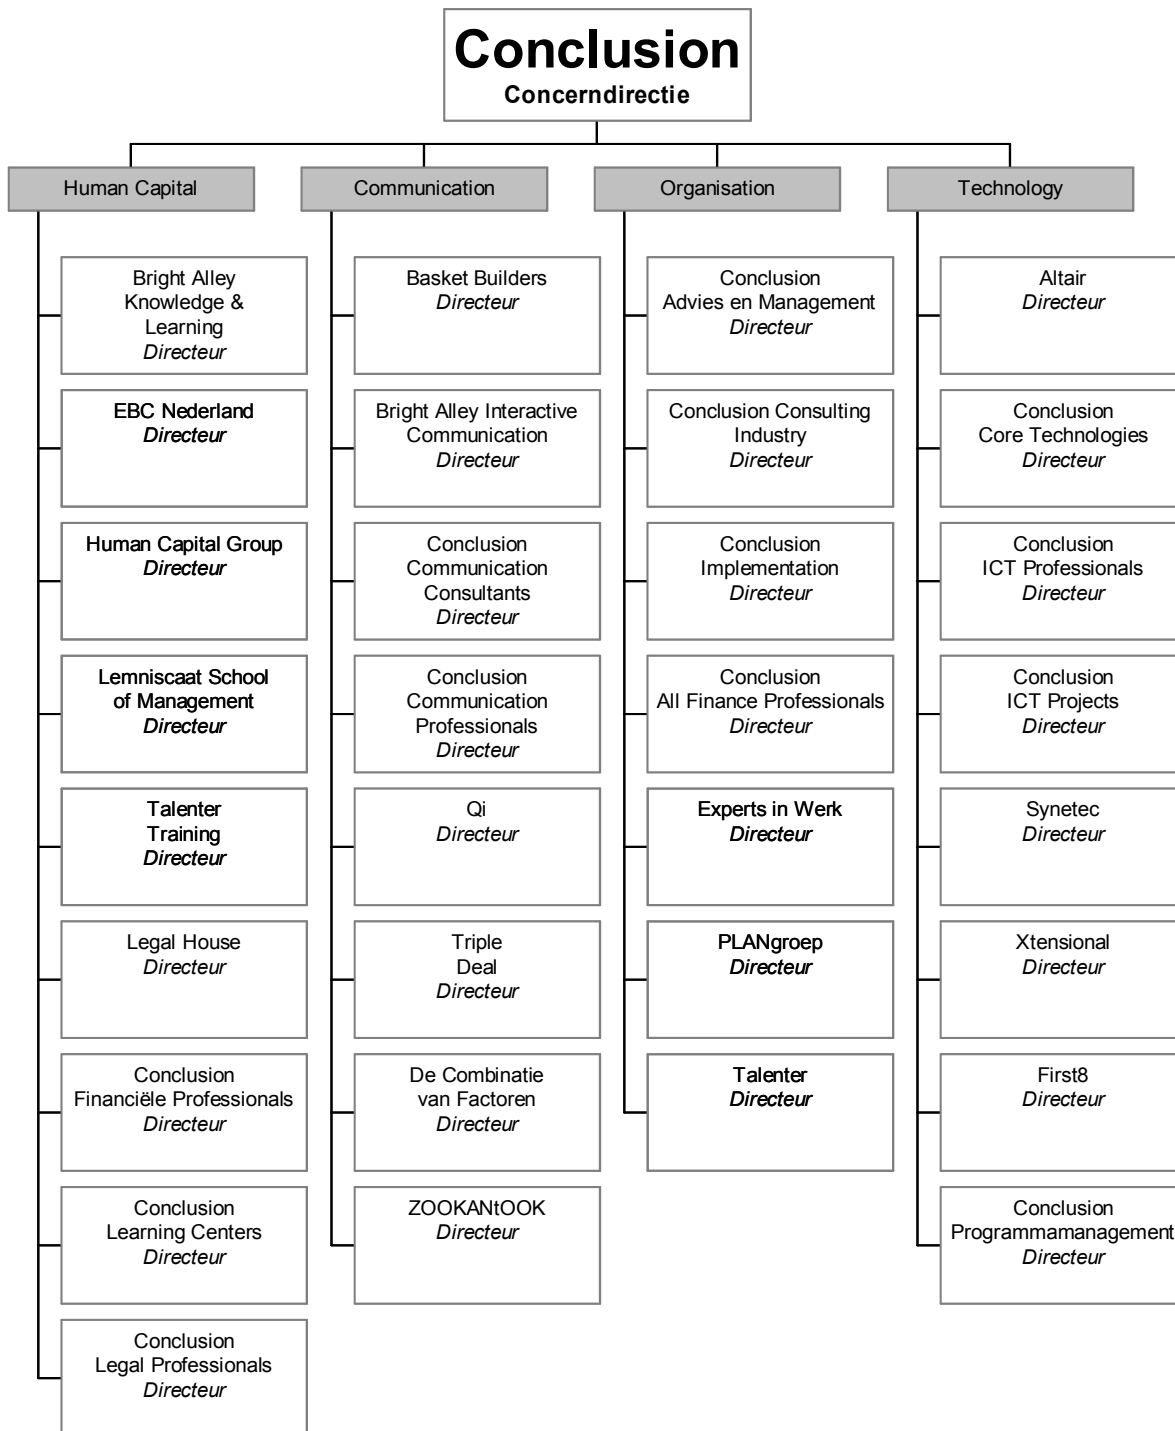 Conclusion
Concerndirectie
Human Capital
Communication
Organisation
Technology
Bright Alley
Knowledge &
Learning
Directeur
EBC Nederland
Directeur
Human Capital Group
Directeur
Lemniscaat School
of Management
Directeur
Talenter
Training
Directeur
Legal House
Directeur
Conclusion
Financiële Professionals
Directeur
Conclusion
Learning Centers
Directeur
Conclusion
Legal Professionals
Directeur
Basket Builders
Directeur
Bright Alley Interactive
Communication
Directeur
Conclusion
Communication
Consultants
Directeur
Conclusion
Communication
Professionals
Directeur
Qi
Directeur
Triple
Deal
Directeur
De Combinatie
van Factoren
Directeur
ZOOKANtOOK
Directeur
Conclusion
Advies en Management
Directeur
Conclusion Consulting
Industry
Directeur
Conclusion
Implementation
Directeur
Conclusion
All Finance Professionals
Directeur
Experts in Werk
Directeur
PLANgroep
Directeur
Talenter
Directeur
Altair
Directeur
Conclusion
Core Technologies
Directeur
Conclusion
ICT Professionals
Directeur
Conclusion
ICT Projects
Directeur
Synetec
Directeur
Xtensional
Directeur
First8
Directeur
Conclusion
Programmamanagement
Directeur